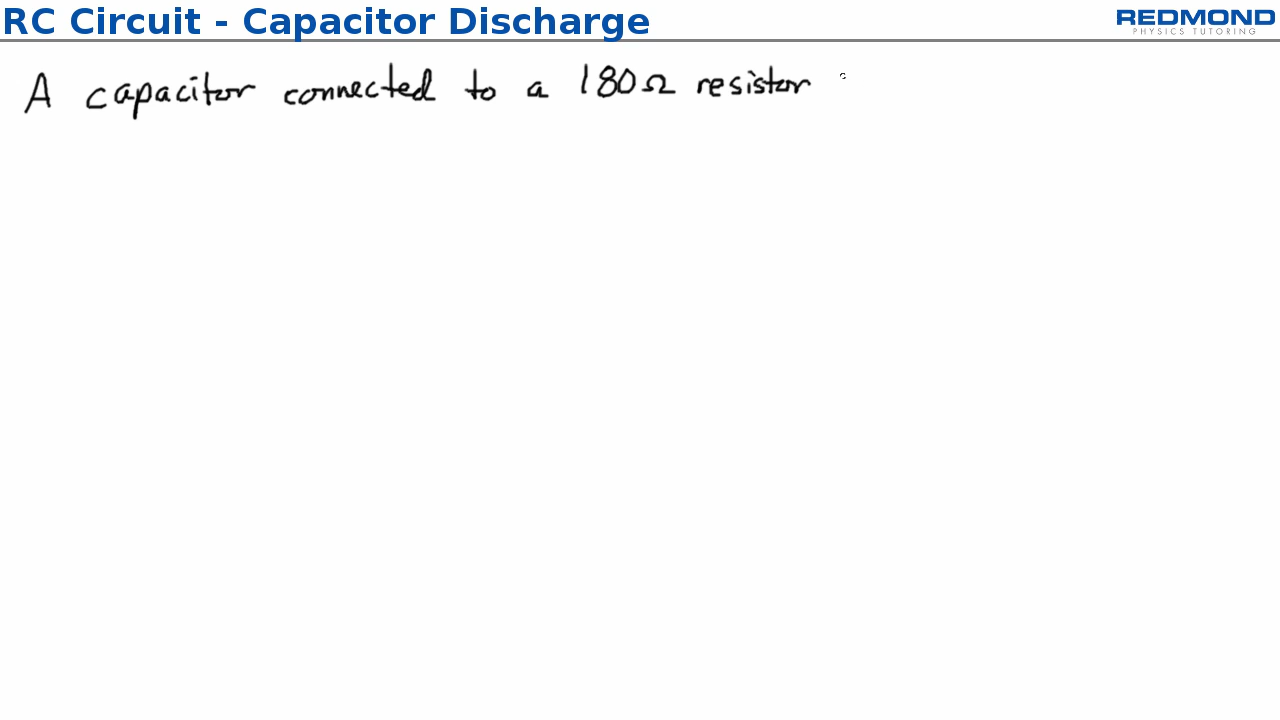 RC Circuit - Capacitor Discharge
REDMOND
PHYSICS TUTORING
A capacitor connected to a 180Ω resistor